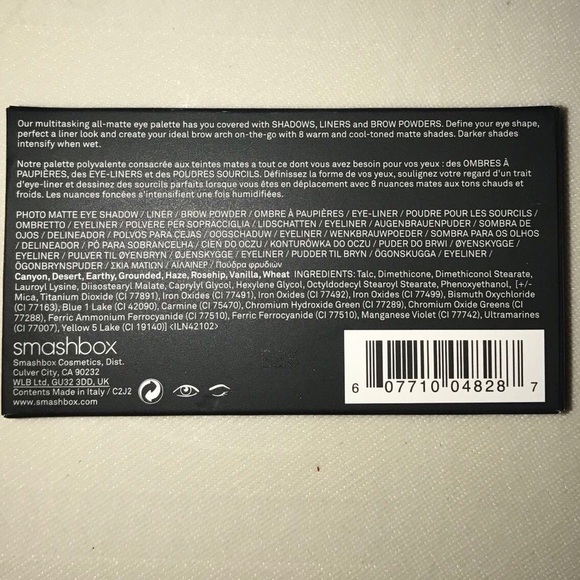 Our multitasking all-matte eye palette has you covered with SHADOWS, LINERS and BROW POWDERS. Define your eye shape,
perfect a liner look and create your ideal brow arch on-the-go with 8 warm and cool-toned matte shades. Darker shades
intensify when wet.
Notre palette polyvalente consacrée aux teintes mates a tout ce dont vous avez besoin pour vos yeux : des OMBRES À
PAUPIÈRES, des EYE-LINERS et des POUDRES SOURCILS. Définissez la forme de vos yeux, soulignez votre regard d'un trait
d'eye-liner et dessinez des sourcils parfaits lorsque vous êtes en déplacement avec 8 nuances mates aux tons chauds et
froids. Les nuances foncées s'intensifient une fois humidifiées.
PHOTO MATTE EYE SHADOW / LINER / BROW POWDER / OMBRE À PAUPIÈRES / EYE-LINER / POUDRE POUR LES SOURCILS /
OMBRETTO / EYELINER / POLVERE PER SOPRACCIGLIA / LIDSCHATTEN / EYELINER / AUGENBRAUENPUDER / SOMBRA DE
OJOS / DELINEADOR / POLVOS PARA CEJAS / OOGSCHADUW / EYELINER / WENKBRAUWPOEDER / SOMBRA PARA OS OLHOS
/ DELINEADOR / PÓ PARA SOBRANCELHA / CIEŃ DO OCZU / KONTURÓWKA DO OCZU / PUDER DO BRWI / ØYENSKYGGE /
EYELINER / PULVER TIL ØYENBRYN / ØJENSKYGGE / EYELINER / PUDDER TIL BRYN / ÖGONSKUGGA / EYELINER /
ÖGONBRYNSPUDER / ΣΚΙΑ ΜΑΤΙΩΝ / ΑΪΛΑΪΝΕΡ / Πούδρα φρυδιών
Canyon, Desert, Earthy, Grounded, Haze, Rosehip, Vanilla, Wheat INGREDIENTS: Talc, Dimethicone, Dimethiconol Stearate,
Lauroyl Lysine, Diisostearyl Malate, Caprylyl Glycol, Hexylene Glycol, Octyldodecyl Stearoyl Stearate, Phenoxyethanol, [+/-
Mica, Titanium Dioxide (CI 77891), Iron Oxides (CI 77491), Iron Oxides (CI 77492), Iron Oxides (CI 77499), Bismuth Oxychloride
(CI 77163), Blue 1 Lake (CI 42090), Carmine (CI 75470), Chromium Hydroxide Green (CI 77289), Chromium Oxide Greens (CI
77288), Ferric Ammonium Ferrocyanide (CI 77510), Ferric Ferrocyanide (CI 77510), Manganese Violet (CI 77742), Ultramarines
(CI 77007), Yellow 5 Lake (CI 19140)] <ILN42102>
smashbox
Smashbox Cosmetics, Dist.
Culver City, CA 90232
WLB Ltd, GU32 3DD, UK
Contents Made in Italy / C2J2
www.smashbox.com
6 07710 04828 7